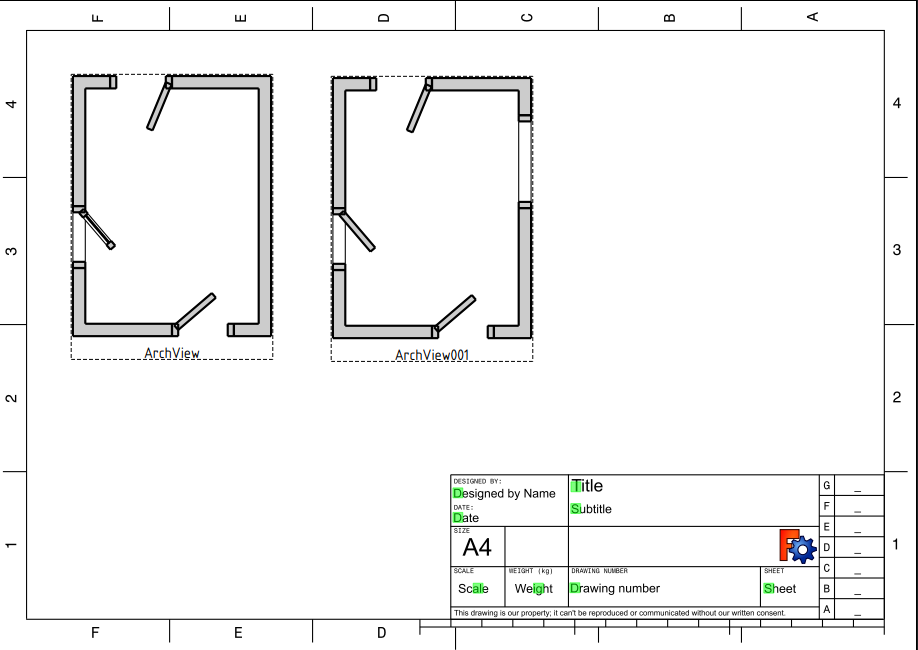 F E D C B A
4 4
3 3
2 2
1 1
ArchView
ArchView001
DESIGNED BY:
Designed by Name
DATE:
Date
Title
Subtitle
SIZE
A4
SCALE
Scale
WEIGHT (kg)
Weight
DRAWING NUMBER
Drawing number
SHEET
Sheet
This drawing is our property; it can't be reproduced or communicated without our written consent.
G _
F _
E _
D _
C _
B _
A _
F E D C B A